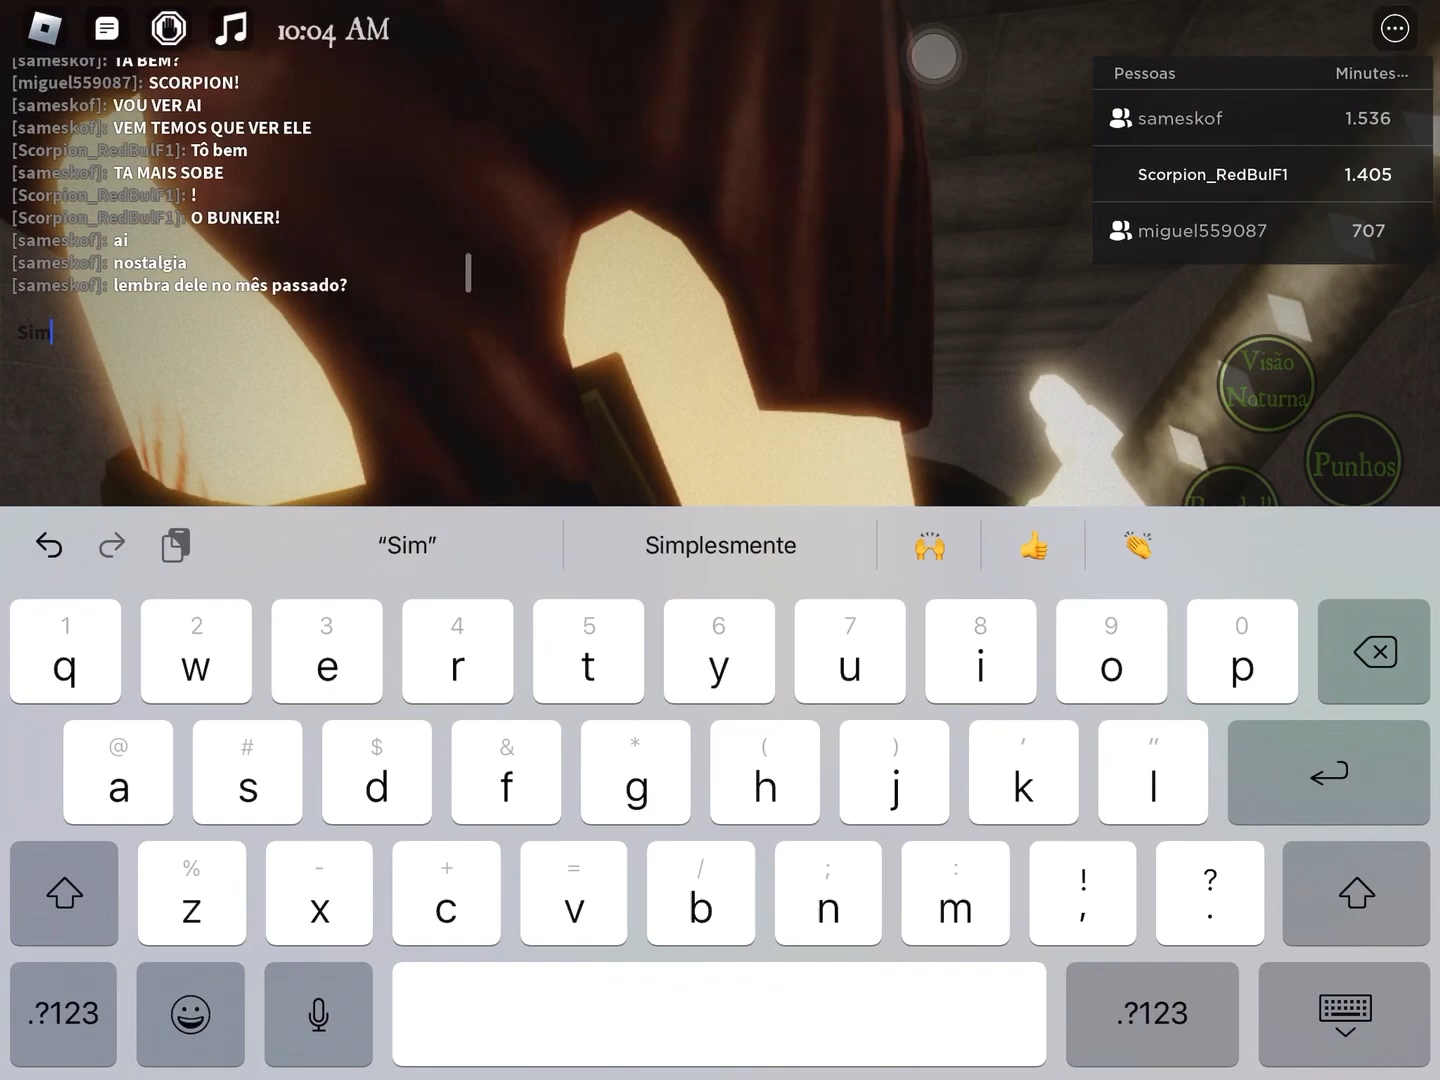 10:04 AM
[sameskof]: TA BEM?
[miguel559087]: SCORPION!
[sameskof]: VOU VER AI
[sameskof]: VEM TEMOS QUE VER ELE
[Scorpion_RedBulF1]: Tô bem
[sameskof]: TA MAIS SOBE
[Scorpion_RedBulF1]: !
[Scorpion_RedBulF1]: O BUNKER!
[sameskof]: ai
[sameskof]: nostalgia
[sameskof]: lembra dele no mês passado?
Sim
Pessoas Minutes...
sameskof 1.536
Scorpion_RedBulF1 1.405
miguel559087 707
Visão
Noturna
Punhos
“Sim” Simplesmente 🙌 👍 👏
1 2 3 4 5 6 7 8 9 0
q w e r t y u i o p
@ # $ & * ( ) ' "
a s d f g h j k l
% - + = / ; : ! ?
z x c v b n m , .
.?123 .?123